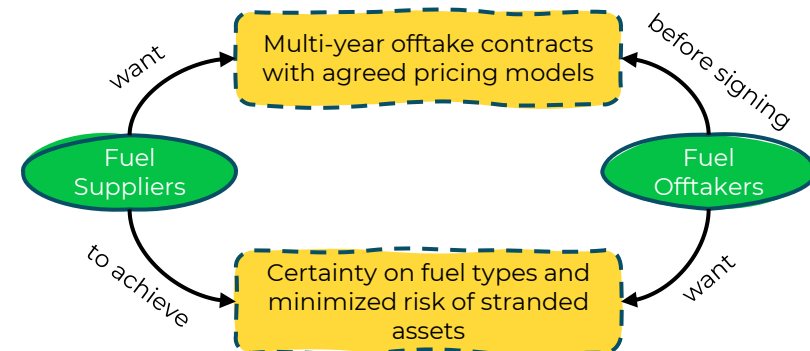 want
Multi-year offtake contracts
with agreed pricing models
before signing
Fuel
Suppliers
Fuel
Offtakers
to achieve
Certainty on fuel types and
minimized risk of stranded
assets
want